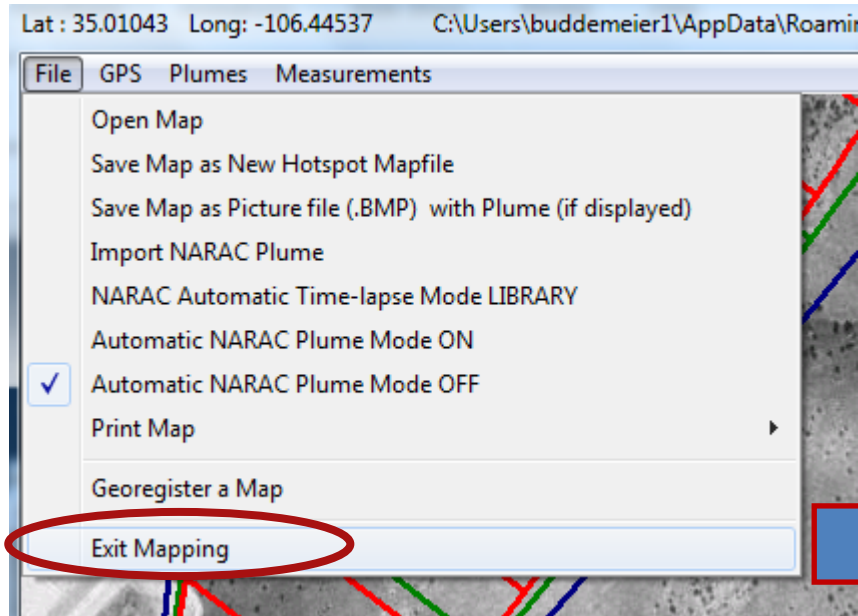 Lat : 35.01043 Long: -106.44537 C:\Users\buddemeier1\AppData\Roamin
File GPS Plumes Measurements
Open Map
Save Map as New Hotspot Mapfile
Save Map as Picture file (.BMP) with Plume (if displayed)
Import NARAC Plume
NARAC Automatic Time-lapse Mode LIBRARY
Automatic NARAC Plume Mode ON
Automatic NARAC Plume Mode OFF
Print Map
Georegister a Map
Exit Mapping